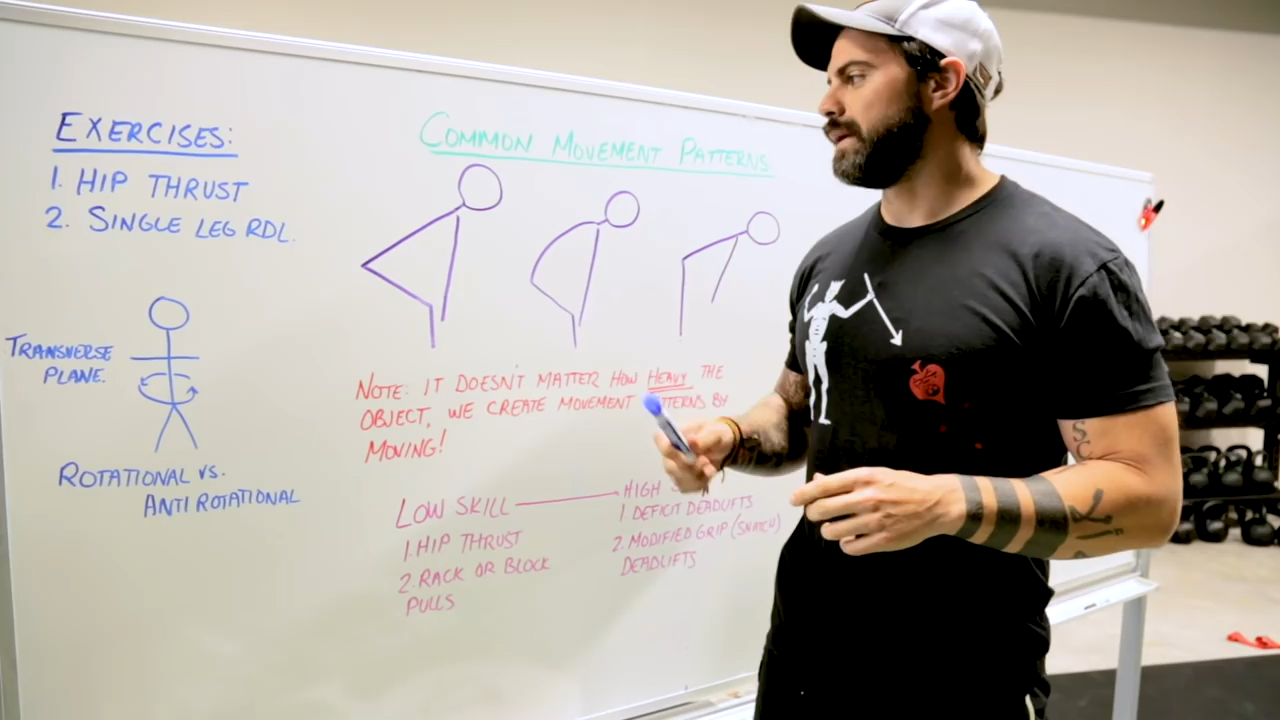 EXERCISES:
1. HIP THRUST
2. SINGLE LEG RDL.
TRANSVERSE
PLANE.
ROTATIONAL VS.
ANTI ROTATIONAL
COMMON MOVEMENT PATTERNS
NOTE: IT DOESN'T MATTER HOW HEAVY THE
OBJECT, WE CREATE MOVEMENT BY
MOVING!
LOW SKILL
1. HIP THRUST
2. RACK OR BLOCK
PULLS
HIGH
1 DEFICIT DEADLIFTS
2. MODIFIED GRIP (SNATCH)
DEADLIFTS
SC